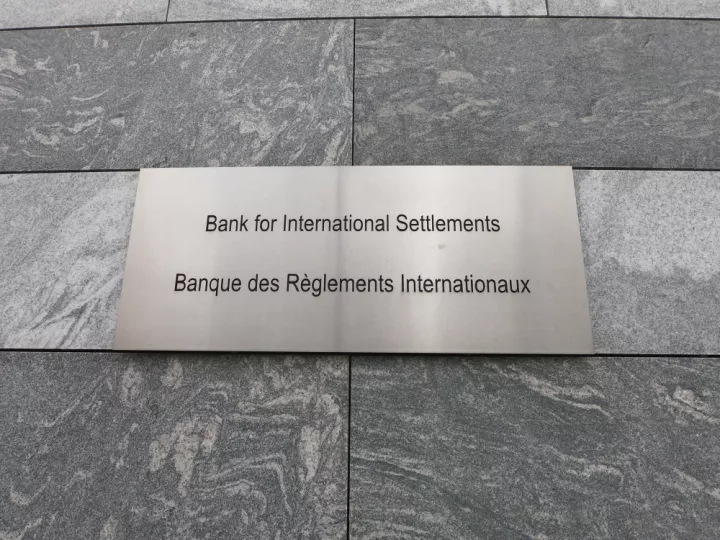 Bank for International Settlements
Banque des Règlements Internationaux